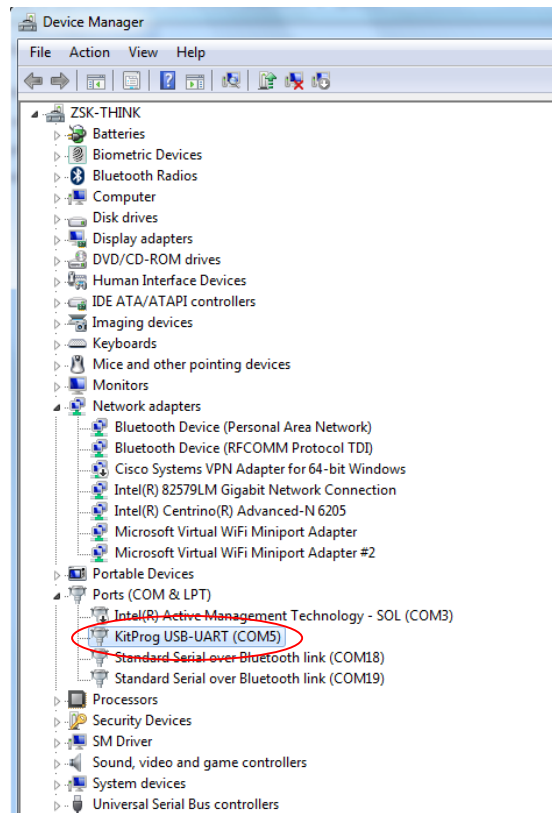 Device Manager
File Action View Help
ZSK-THINK
Batteries
Biometric Devices
Bluetooth Radios
Computer
Disk drives
Display adapters
DVD/CD-ROM drives
Human Interface Devices
IDE ATA/ATAPI controllers
Imaging devices
Keyboards
Mice and other pointing devices
Monitors
Network adapters
Bluetooth Device (Personal Area Network)
Bluetooth Device (RFCOMM Protocol TDI)
Cisco Systems VPN Adapter for 64-bit Windows
Intel(R) 82579LM Gigabit Network Connection
Intel(R) Centrino(R) Advanced-N 6205
Microsoft Virtual WiFi Miniport Adapter
Microsoft Virtual WiFi Miniport Adapter #2
Portable Devices
Ports (COM & LPT)
Intel(R) Active Management Technology - SOL (COM3)
KitProg USB-UART (COM5)
Standard Serial over Bluetooth link (COM18)
Standard Serial over Bluetooth link (COM19)
Processors
Security Devices
SM Driver
Sound, video and game controllers
System devices
Universal Serial Bus controllers